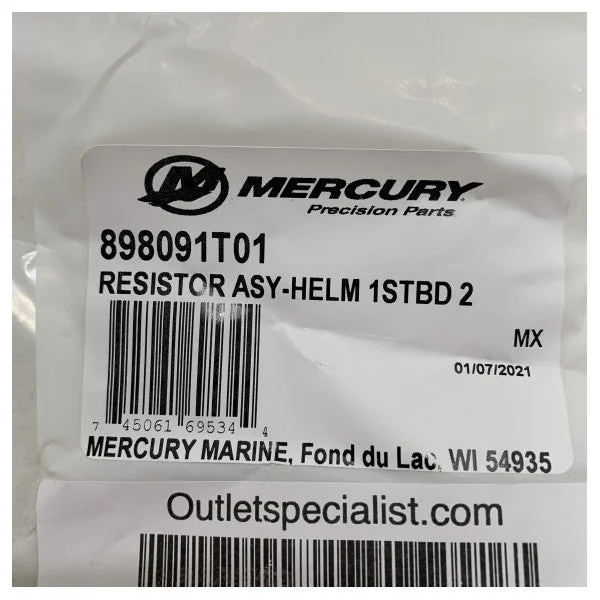 MERCURY
Precision Parts
898091T01
RESISTOR ASY-HELM 1STBD 2
MX
01/07/2021
7 45061 69534 4
MERCURY MARINE, Fond du Lac, WI 54935
Outletspecialist.com